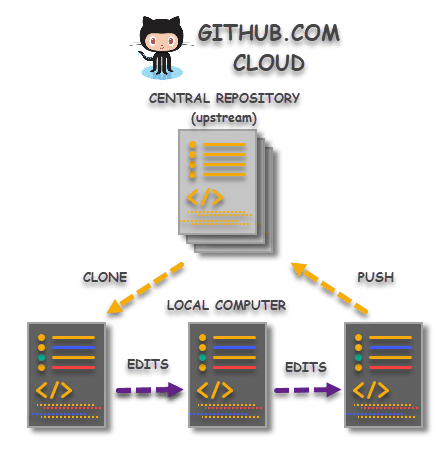 GITHUB.COM
CLOUD
CENTRAL REPOSITORY
(upstream)
</>
CLONE
PUSH
LOCAL COMPUTER
EDITS
EDITS
</>
</>
</>